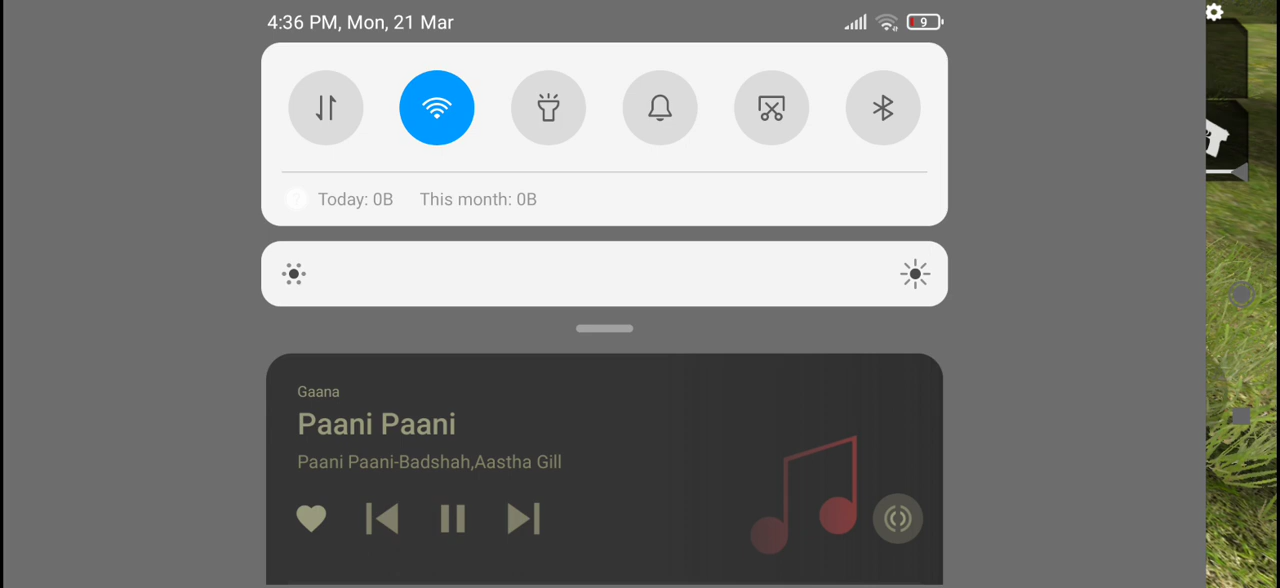 4:36 PM, Mon, 21 Mar
9
Today: 0B This month: 0B
Gaana
Paani Paani
Paani Paani-Badshah,Aastha Gill